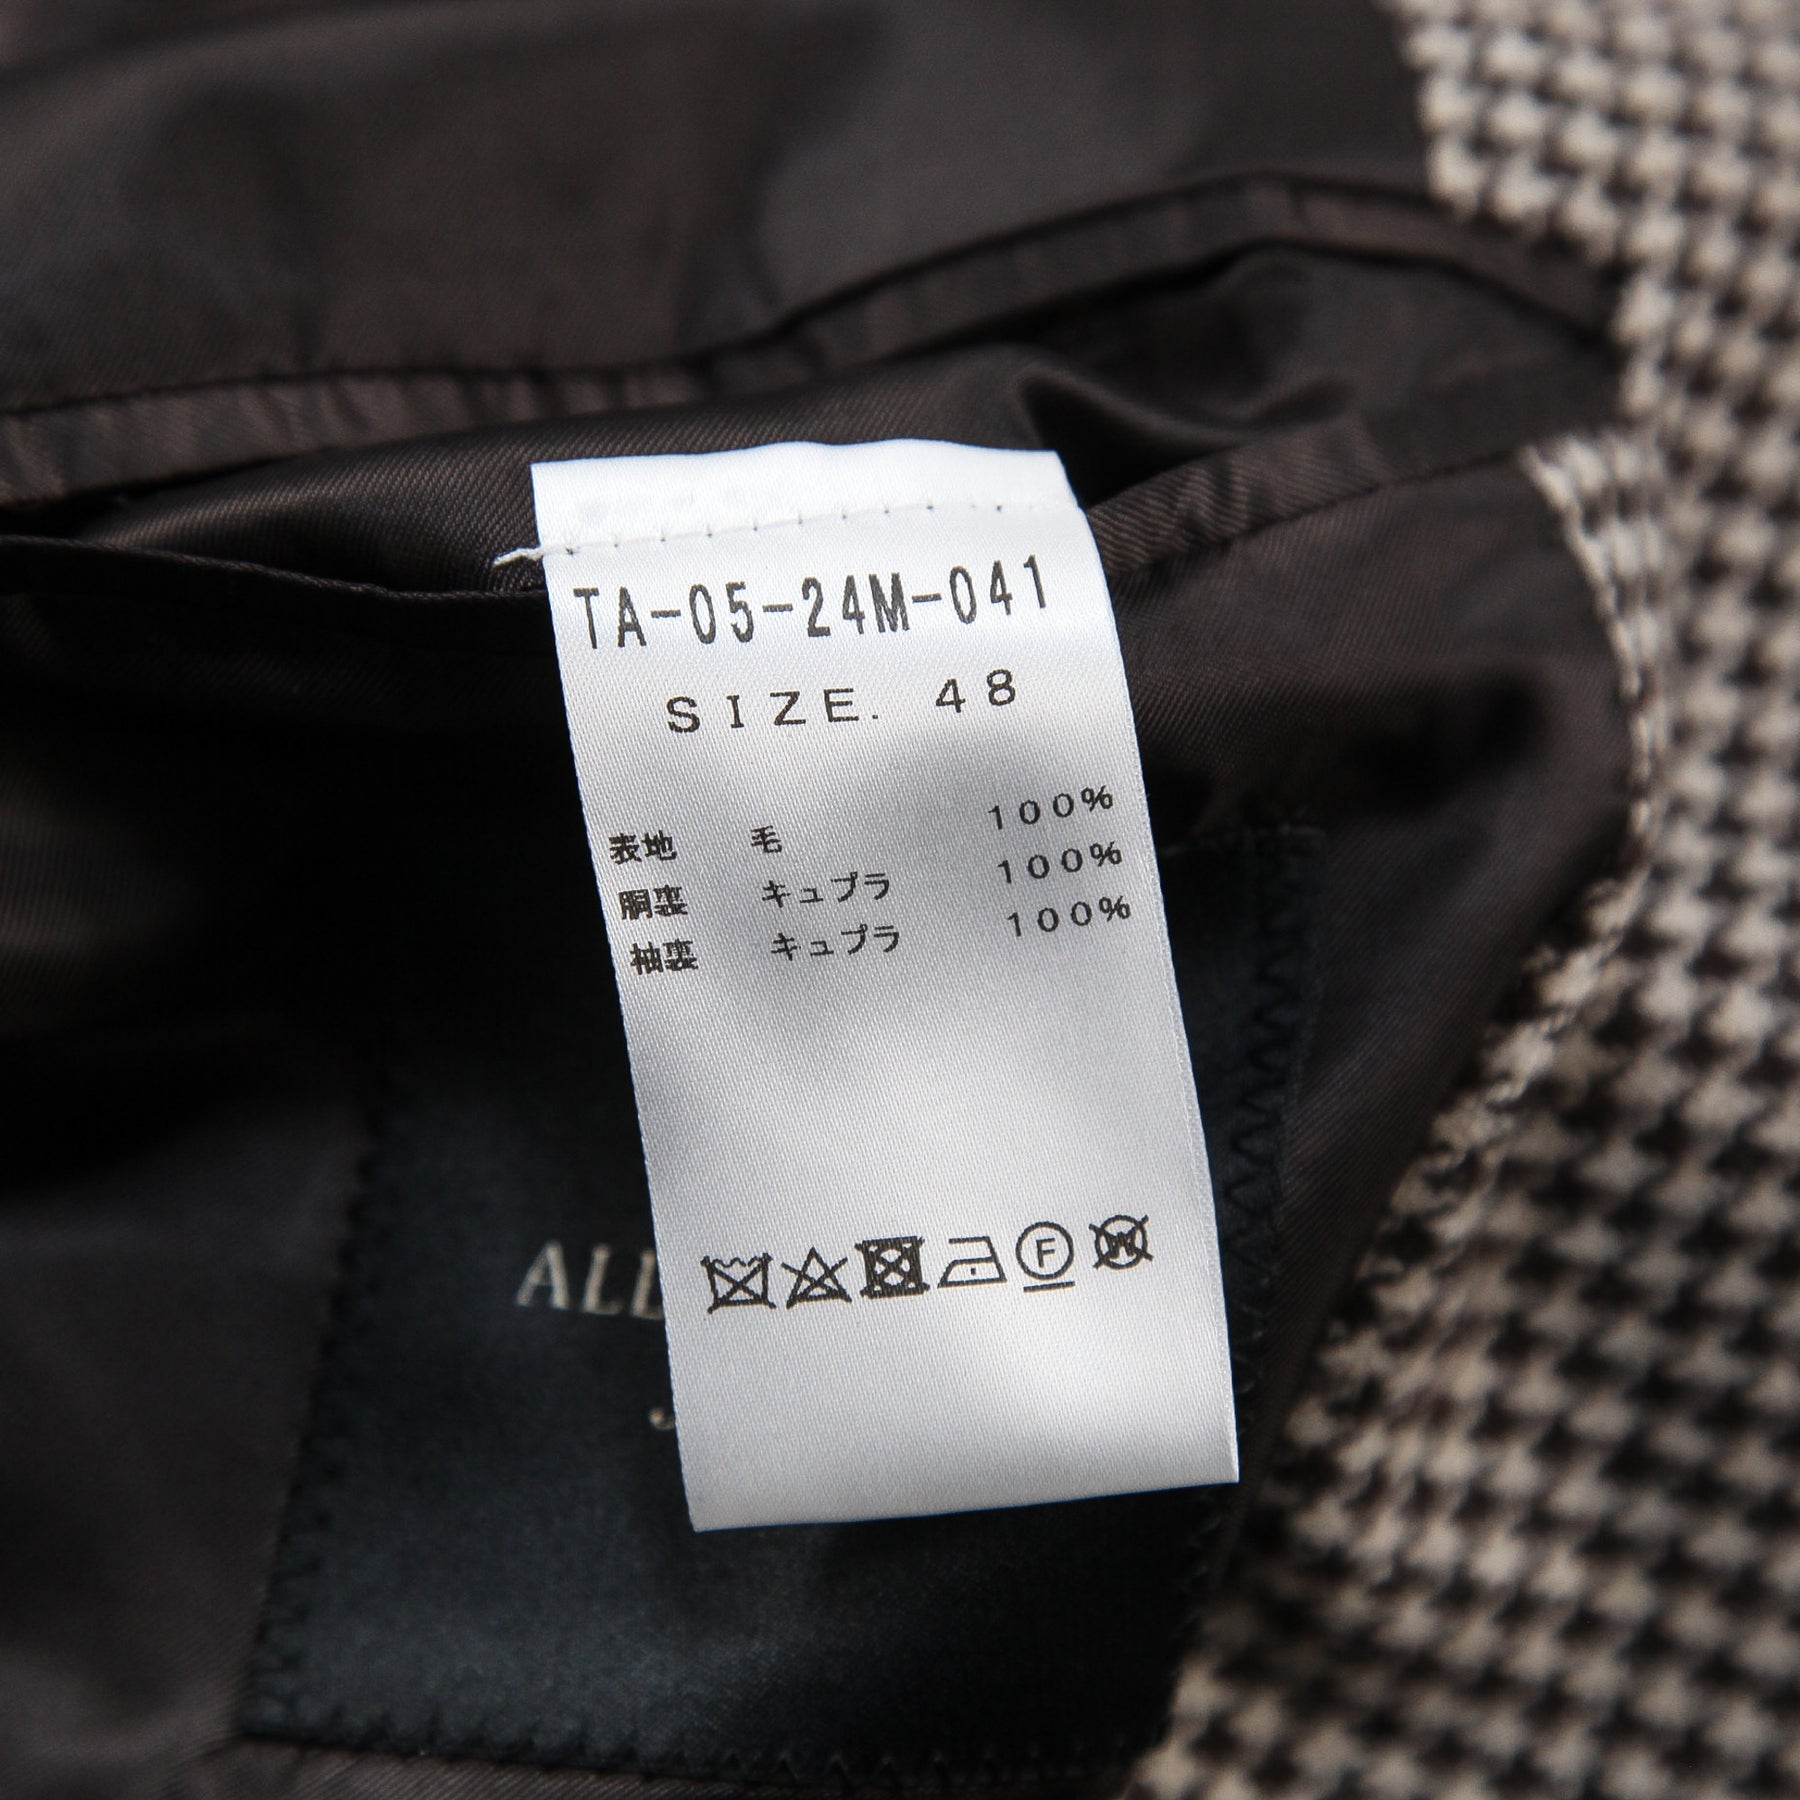 TA-05-24M-041
SIZE. 48
表地 毛 100%
胴裏 キュプラ 100%
袖裏 キュプラ 100%
F
W